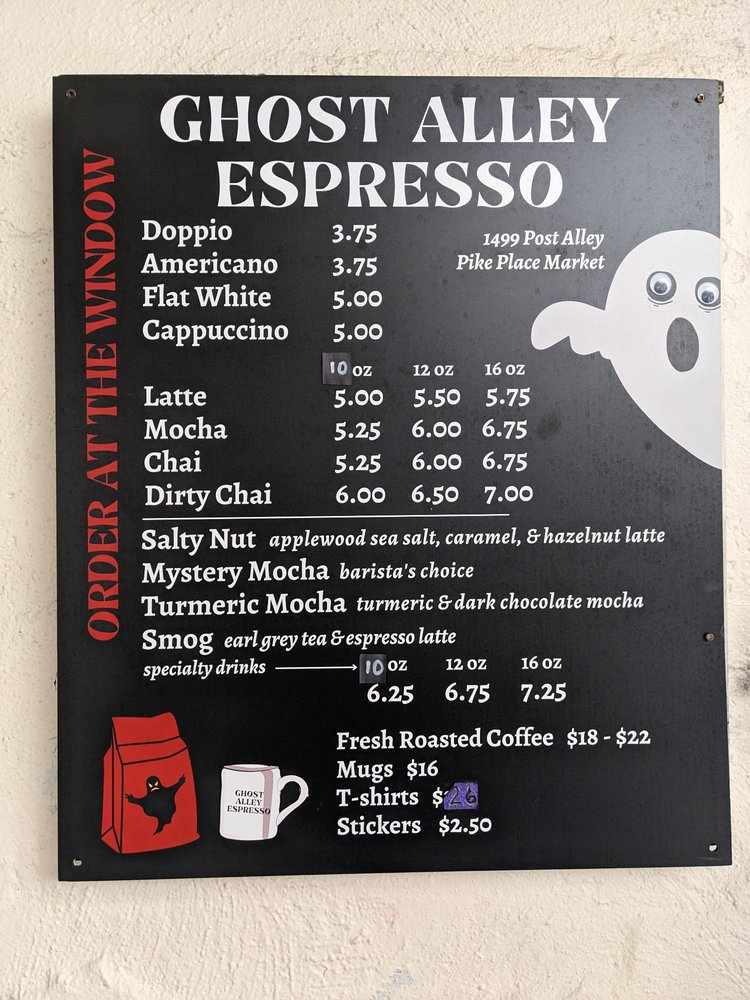 GHOST ALLEY
ESPRESSO
ORDER AT THE WINDOW
1499 Post Alley
Pike Place Market
Doppio 3.75
Americano 3.75
Flat White 5.00
Cappuccino 5.00
10 oz 12 oz 16 oz
Latte 5.00 5.50 5.75
Mocha 5.25 6.00 6.75
Chai 5.25 6.00 6.75
Dirty Chai 6.00 6.50 7.00
Salty Nut applewood sea salt, caramel, & hazelnut latte
Mystery Mocha barista's choice
Turmeric Mocha turmeric & dark chocolate mocha
Smog earl grey tea & espresso latte
specialty drinks 10 oz 12 oz 16 oz
6.25 6.75 7.25
Fresh Roasted Coffee $18 - $22
Mugs $16
T-shirts $26
Stickers $2.50
GHOST
ALLEY
ESPRESSO